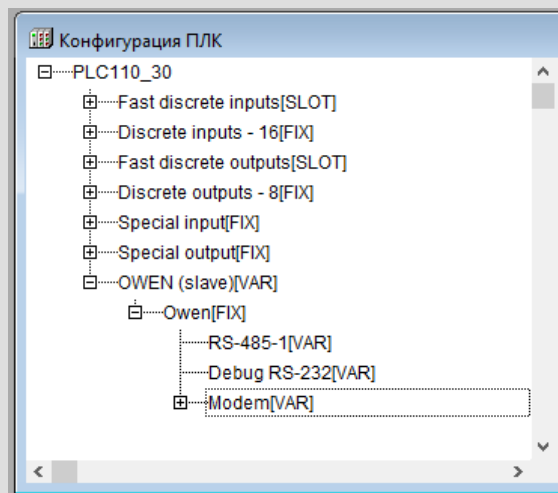 Конфигурация ПЛК
PLC110_30
Fast discrete inputs[SLOT]
Discrete inputs - 16[FIX]
Fast discrete outputs[SLOT]
Discrete outputs - 8[FIX]
Special input[FIX]
Special output[FIX]
OWEN (slave)[VAR]
Owen[FIX]
RS-485-1[VAR]
Debug RS-232[VAR]
Modem[VAR]